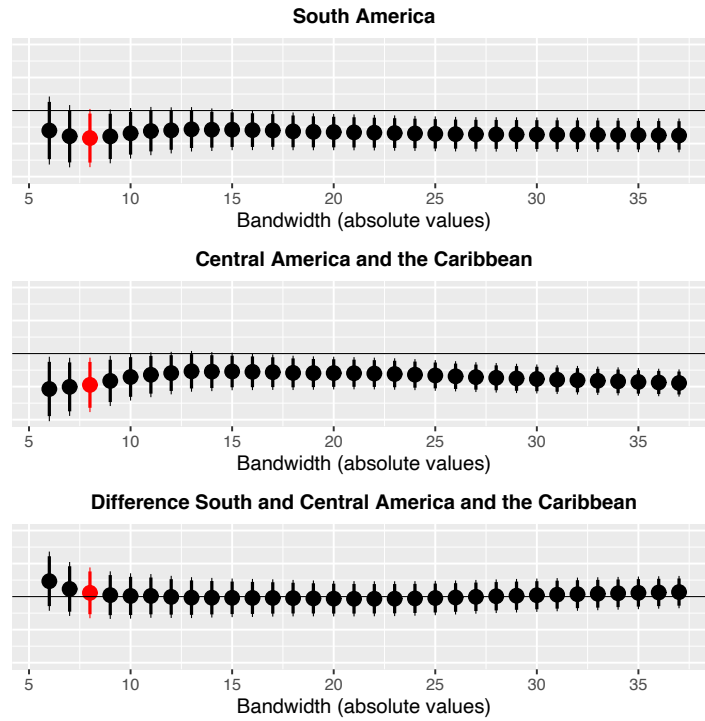 South America
5 10 15 20 25 30 35
Bandwidth (absolute values)
Central America and the Caribbean
5 10 15 20 25 30 35
Bandwidth (absolute values)
Difference South and Central America and the Caribbean
5 10 15 20 25 30 35
Bandwidth (absolute values)